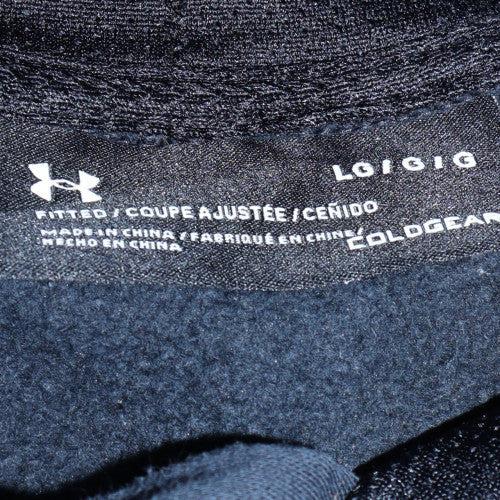 LG / G / G
FITTED / COUPE AJUSTÉE / CEÑIDO
MADE IN CHINA / FABRIQUÉ EN CHINE /
HECHO EN CHINA
COLDGEAR